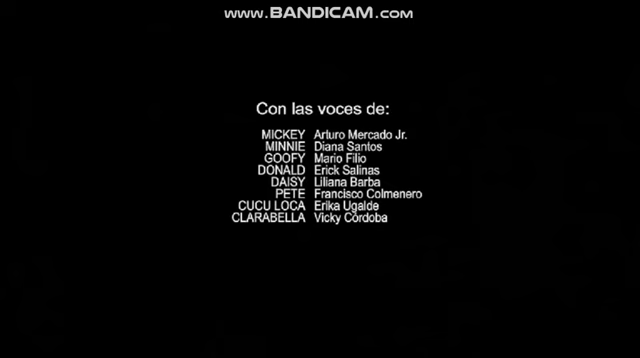 www.BANDICAM.com
Con las voces de:
MICKEY Arturo Mercado Jr.
MINNIE Diana Santos
GOOFY Mario Filio
DONALD Erick Salinas
DAISY Liliana Barba
PETE Francisco Colmenero
CUCU LOCA Erika Ugalde
CLARABELLA Vicky Córdoba